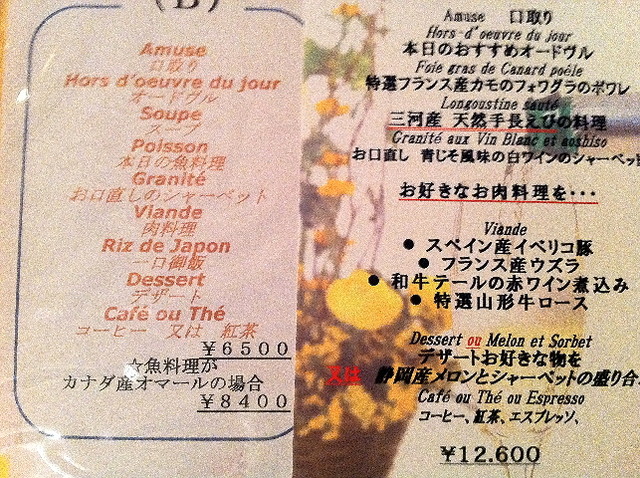 (B)
Amuse
口取り
Hors d'oeuvre du jour
オードヴル
Soupe
スープ
Poisson
本日の魚料理
Granité
お口直しのシャーベット
Viande
肉料理
Riz de Japon
一口御飯
Dessert
デザート
Café ou Thé
コーヒー 又は 紅茶
￥６５００
☆魚料理が
カナダ産オマールの場合
￥８４００
Amuse 口取り
Hors-d'oeuvre du jour
本日のおすすめオードヴル
Foie gras de Canard poêle
特選フランス産カモのフォワグラのポワレ
Longoustine sauté
三河産 天然手長えびの料理
Granité aux Vin Blanc et aoshiso
お口直し 青じそ風味の白ワインのシャーベット
お好きなお肉料理を・・・
Viande
● スペイン産イベリコ豚
● フランス産ウズラ
● 和牛テールの赤ワイン煮込み
● 特選山形牛ロース
Dessert ou Melon et Sorbet
デザートお好きな物を
又は 静岡産メロンとシャーベットの盛り合
Café ou Thé ou Espresso
コーヒー、紅茶、エスプレッソ、
￥12.600